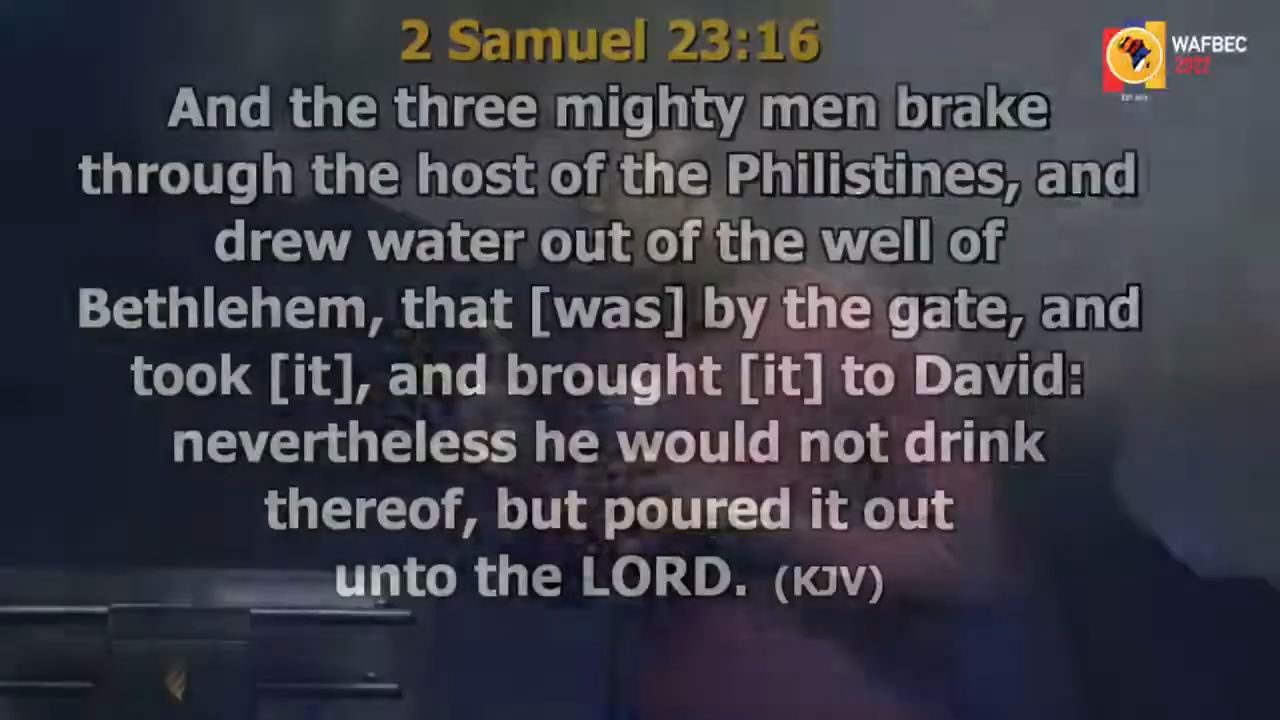 2 Samuel 23:16
And the three mighty men brake
through the host of the Philistines, and
drew water out of the well of
Bethlehem, that [was] by the gate, and
took [it], and brought [it] to David:
nevertheless he would not drink
thereof, but poured it out
unto the LORD. (KJV)
WAFBEC
2022